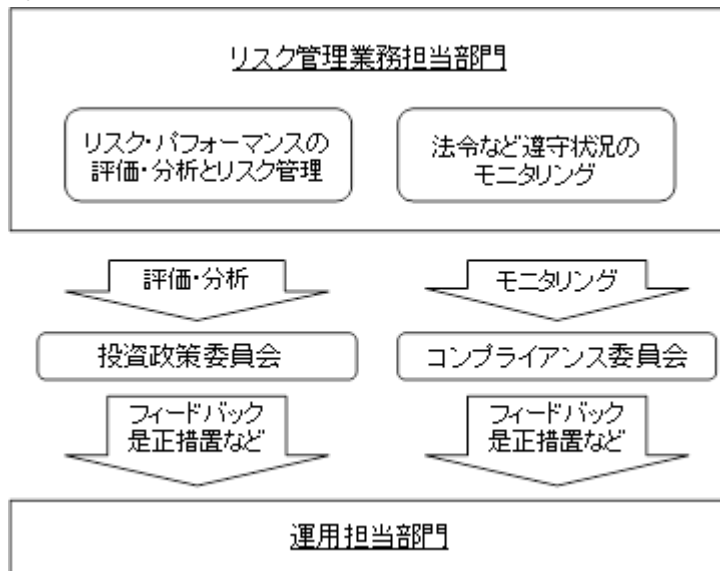 リスク管理業務担当部門
リスク・パフォーマンスの
評価・分析とリスク管理
法令など遵守状況の
モニタリング
評価・分析
モニタリング
投資政策委員会
コンプライアンス委員会
フィードバック
是正措置など
フィードバック
是正措置など
運用担当部門